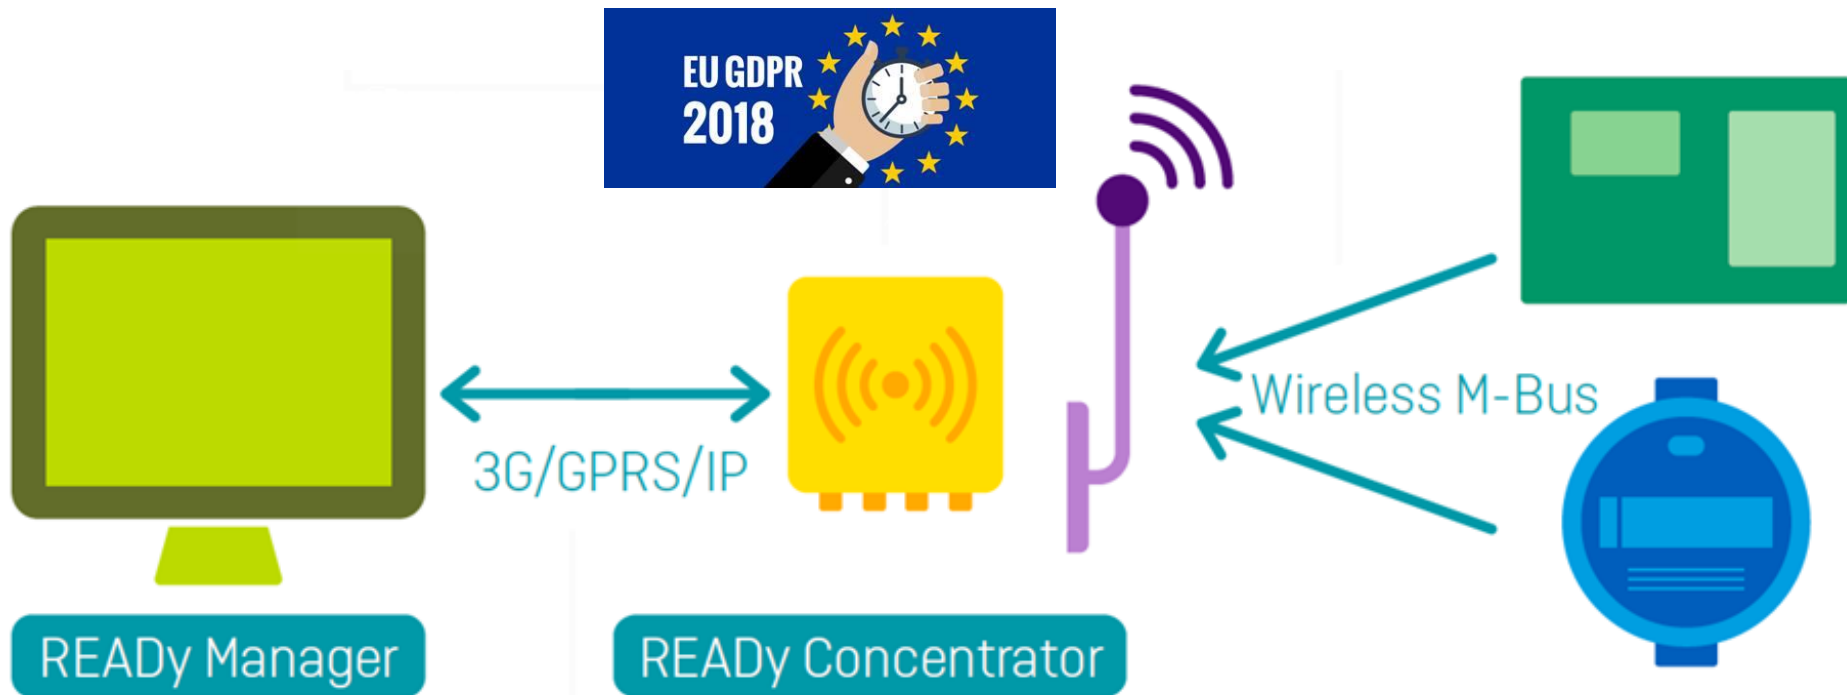 EU GDPR
2018
3G/GPRS/IP
Wireless M-Bus
READy Manager
READy Concentrator